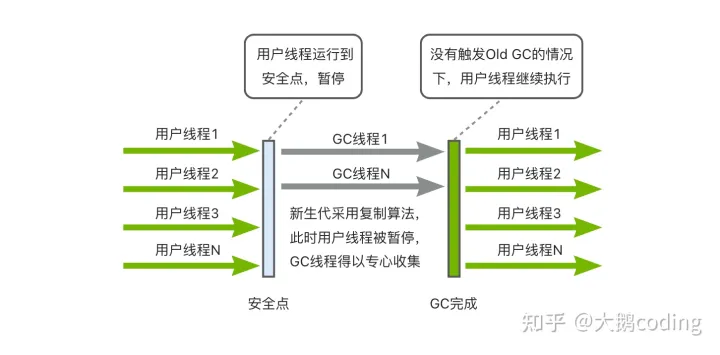 用户线程运行到
安全点，暂停
没有触发Old GC的情况
下，用户线程继续执行
用户线程1
GC线程1
用户线程1
用户线程2
GC线程N
用户线程2
用户线程3
新生代采用复制算法，
此时用户线程被暂停，
GC线程得以专心收集
用户线程3
用户线程N
用户线程N
安全点
GC完成
知乎 @大鹅coding